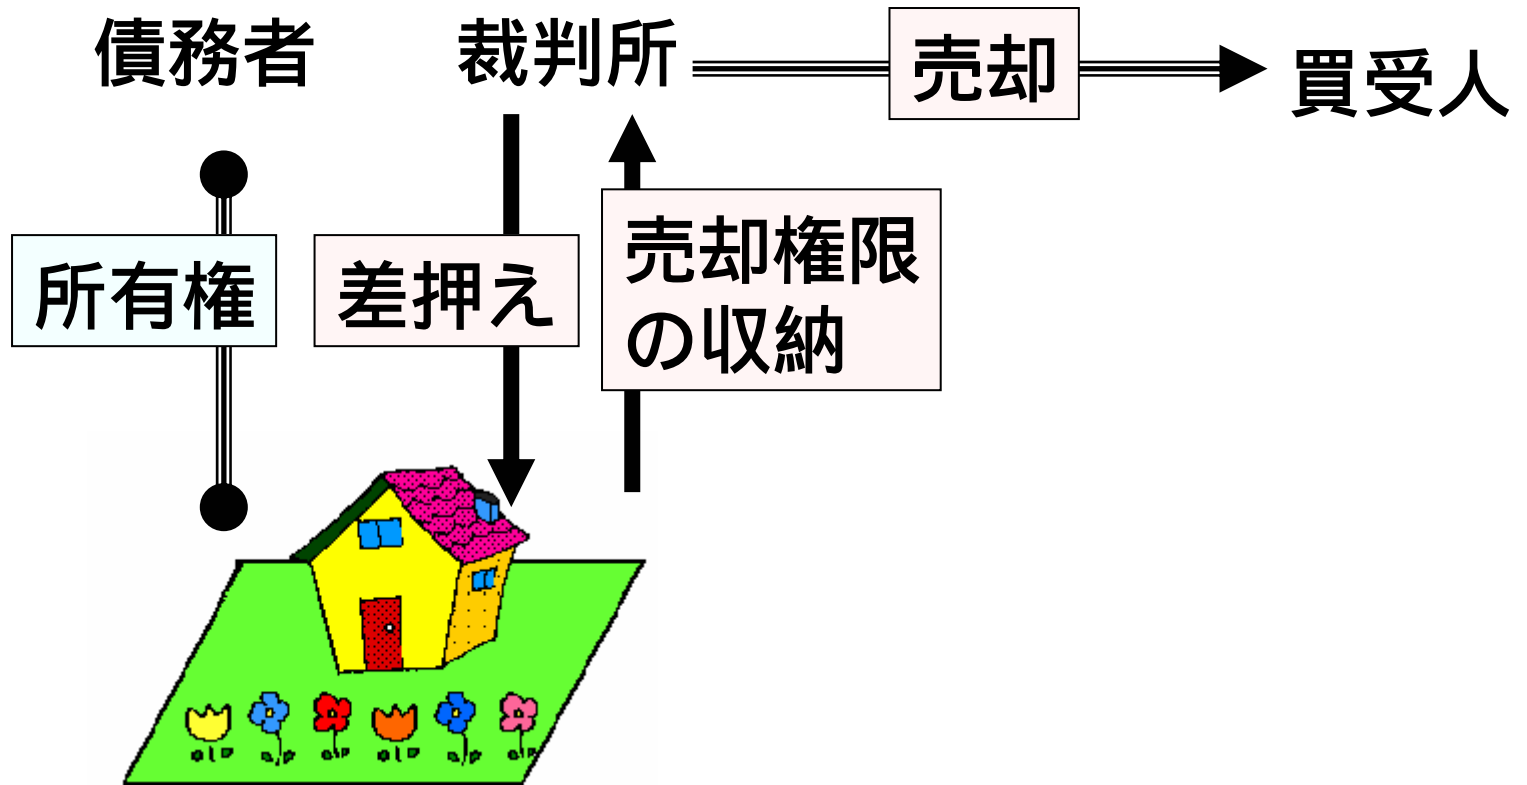 債務者
裁判所
売却
買受人
所有権
差押え
売却権限
の収納